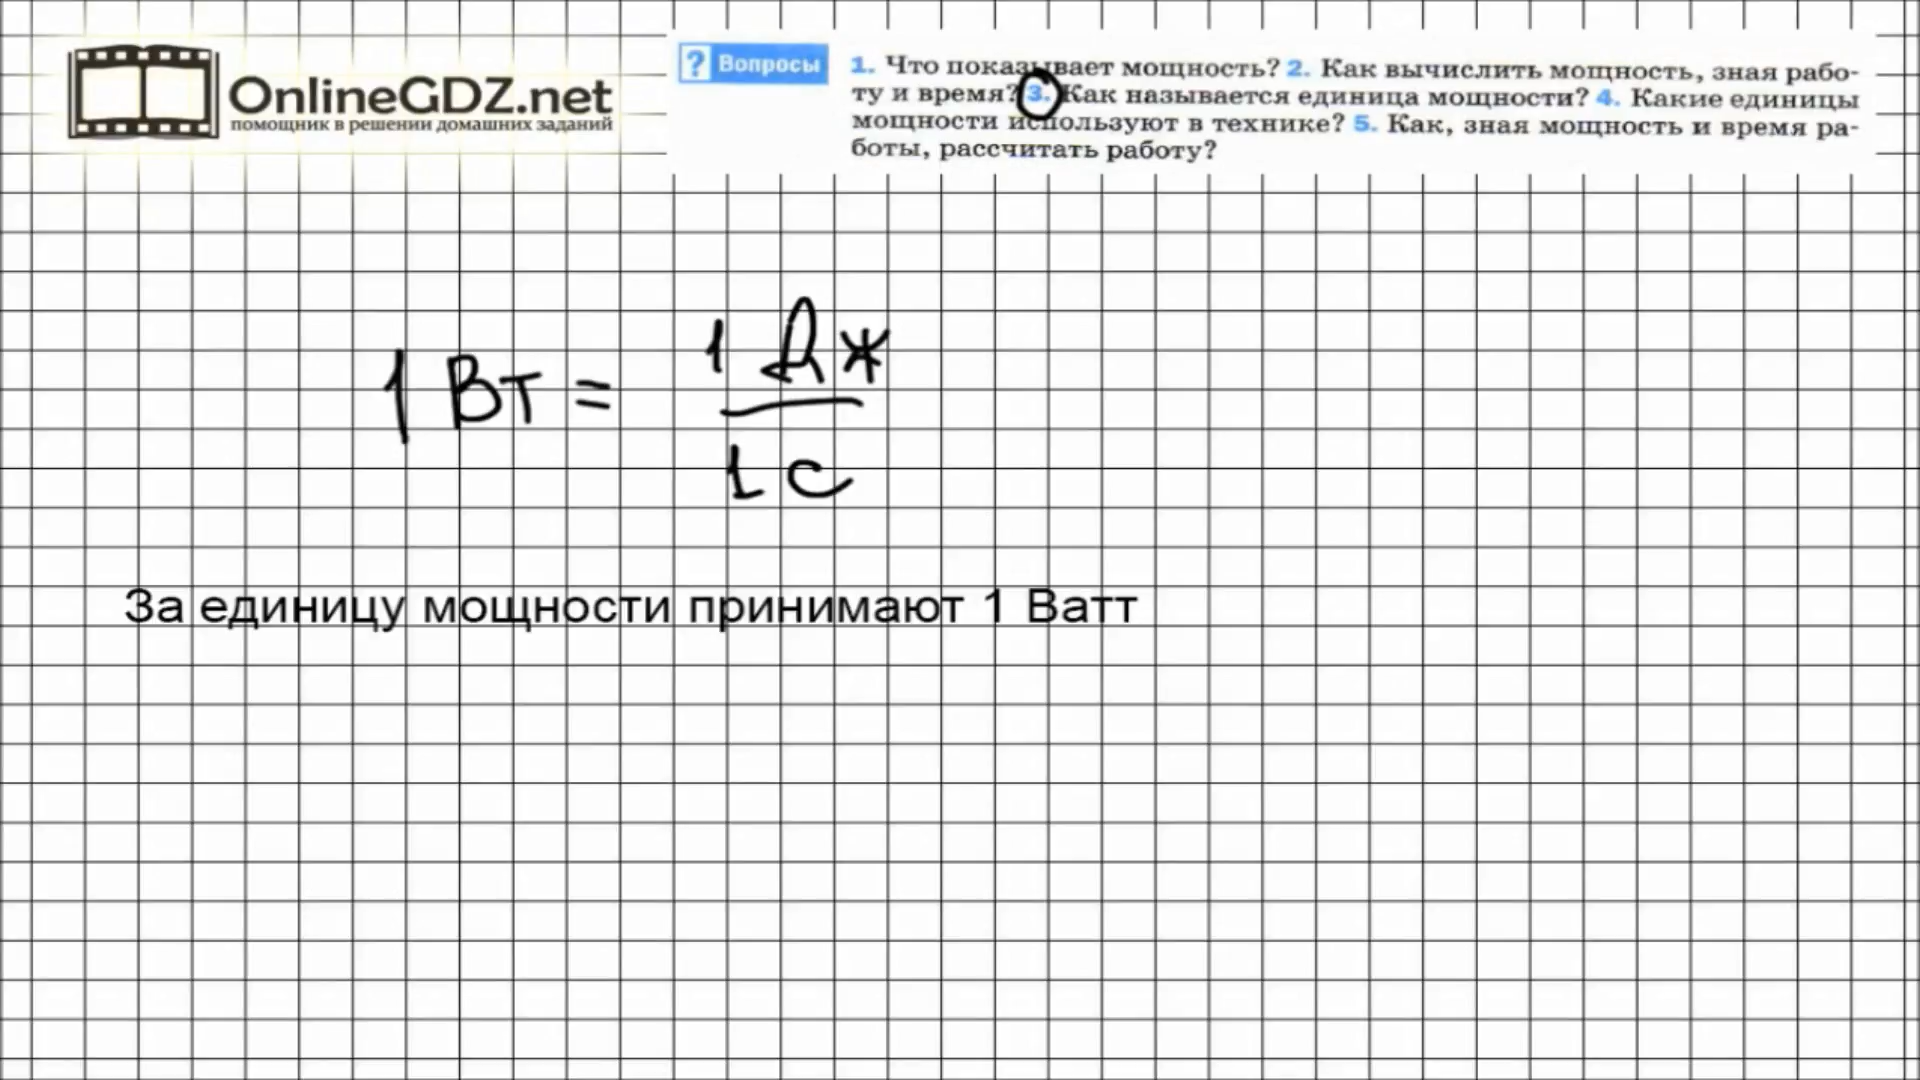 OnlineGDZ.net
помощник в решении домашних заданий
? Вопросы
1. Что показывает мощность? 2. Как вычислить мощность, зная рабо-
ту и время? 3. Как называется единица мощности? 4. Какие единицы
мощности используют в технике? 5. Как, зная мощность и время ра-
боты, рассчитать работу?
1 Дж
1 Вт =
1 с
За единицу мощности принимают 1 Ватт